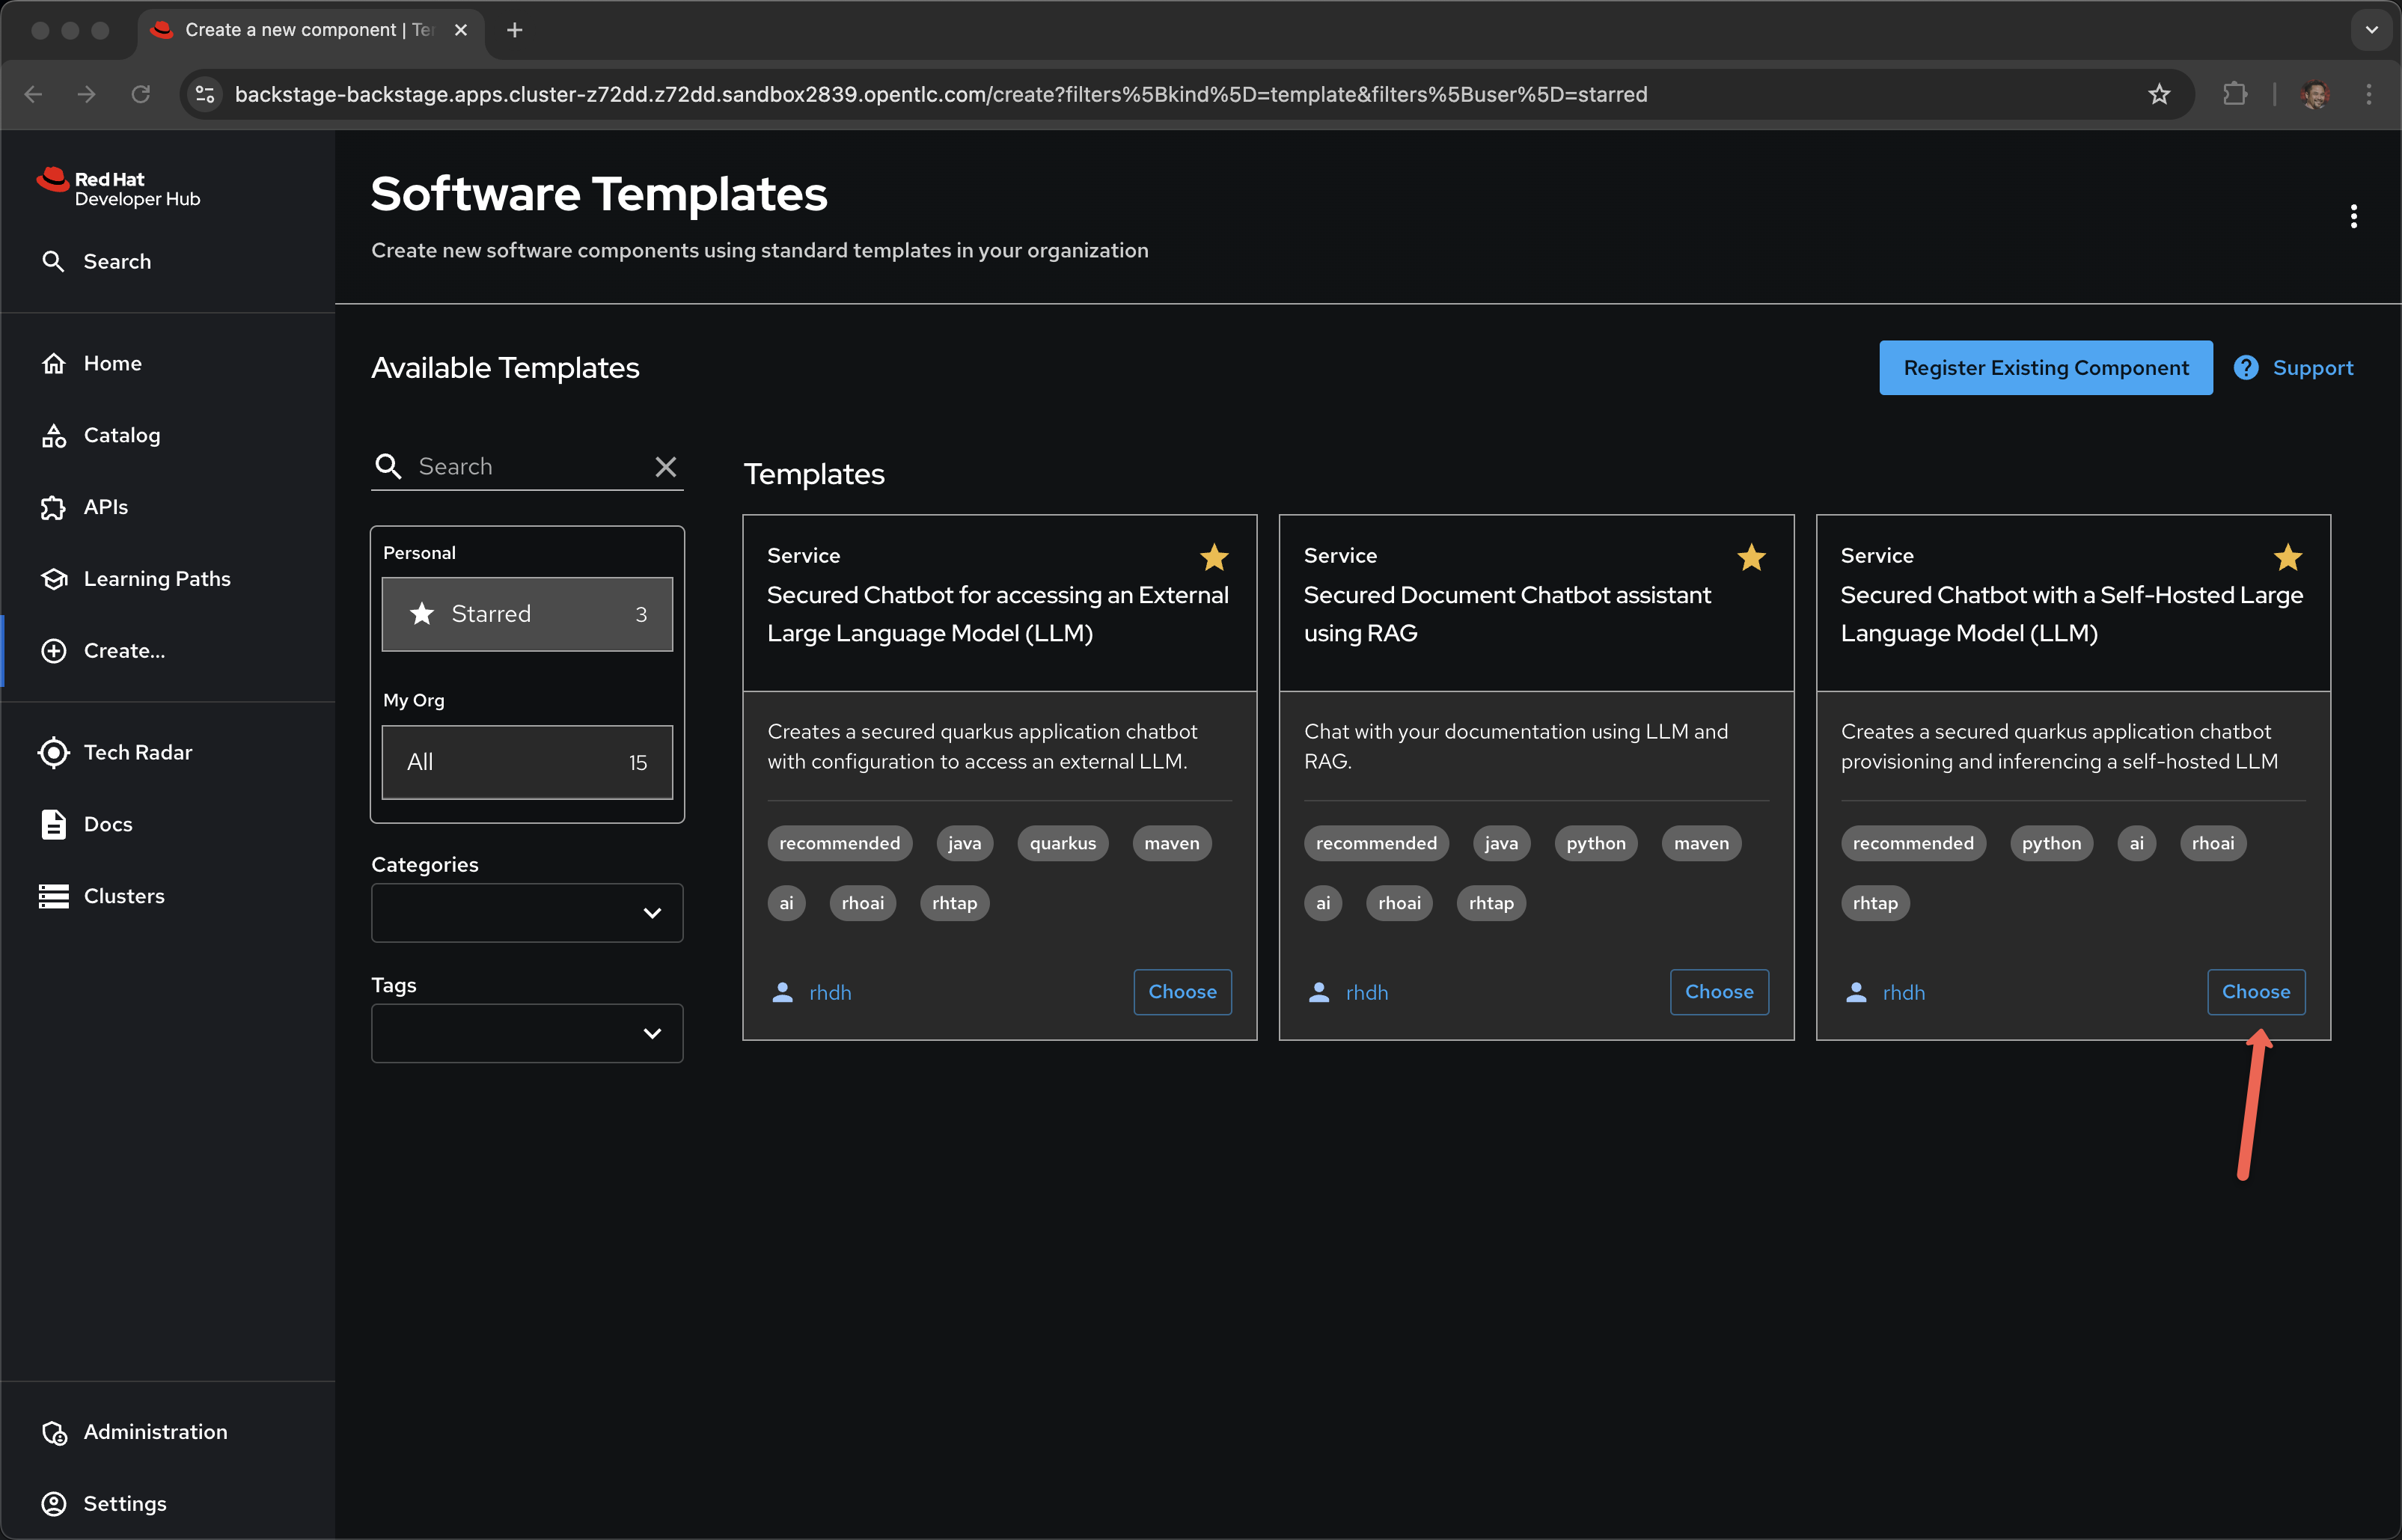 Create a new component | Te
backstage-backstage.apps.cluster-z72dd.z72dd.sandbox2839.opentlc.com/create?filters%5Bkind%5D=template&filters%5Buser%5D=starred
Red Hat
Developer Hub
Search
Home
Catalog
APIs
Learning Paths
Create...
Tech Radar
Docs
Clusters
Administration
Settings
Software Templates
Create new software components using standard templates in your organization
Available Templates
Register Existing Component
Support
Search
Personal
Starred 3
My Org
All 15
Categories
Tags
Templates
Service
Secured Chatbot for accessing an External
Large Language Model (LLM)
Creates a secured quarkus application chatbot
with configuration to access an external LLM.
recommended java quarkus maven
ai rhoai rhtap
rhdh Choose
Service
Secured Document Chatbot assistant
using RAG
Chat with your documentation using LLM and
RAG.
recommended java python maven
ai rhoai rhtap
rhdh Choose
Service
Secured Chatbot with a Self-Hosted Large
Language Model (LLM)
Creates a secured quarkus application chatbot
provisioning and inferencing a self-hosted LLM
recommended python ai rhoai
rhtap
rhdh Choose